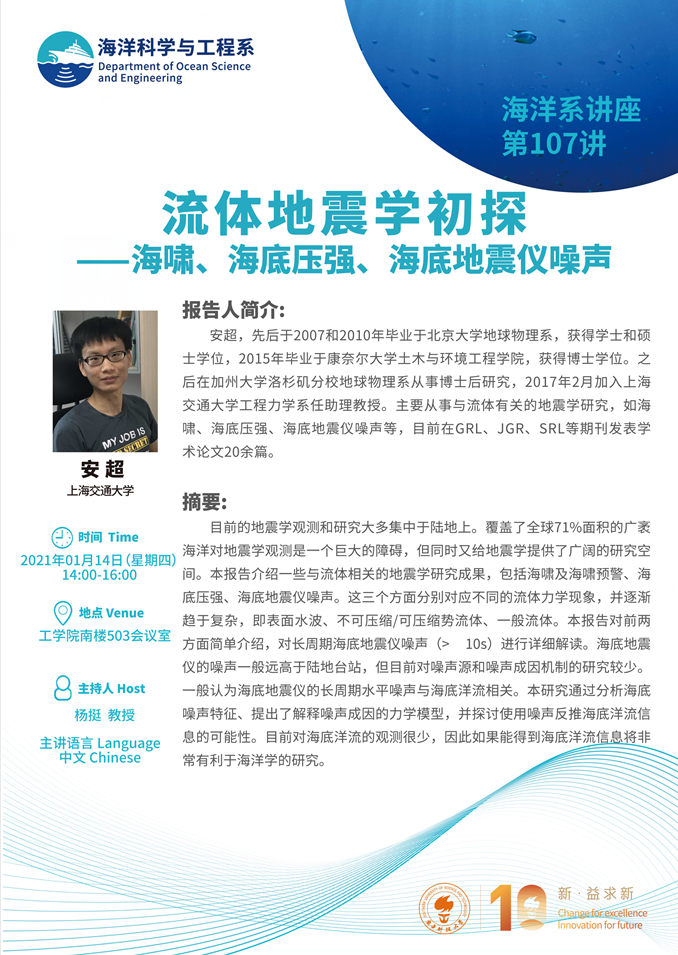 海洋科学与工程系
Department of Ocean Science
and Engineering
海洋系讲座
第107讲
流体地震学初探
——海啸、海底压强、海底地震仪噪声
报告人简介:
安超，先后于2007和2010年毕业于北京大学地球物理系，获得学士和硕
士学位，2015年毕业于康奈尔大学土木与环境工程学院，获得博士学位。之
后在加州大学洛杉矶分校地球物理系从事博士后研究，2017年2月加入上海
交通大学工程力学系任助理教授。主要从事与流体有关的地震学研究，如海
啸、海底压强、海底地震仪噪声等，目前在GRL、JGR、SRL等期刊发表学
术论文20余篇。
MY JOB IS
SECRET
安 超
上海交通大学
摘要:
目前的地震学观测和研究大多集中于陆地上。覆盖了全球71%面积的广袤
海洋对地震学观测是一个巨大的障碍，但同时又给地震学提供了广阔的研究空
间。本报告介绍一些与流体相关的地震学研究成果，包括海啸及海啸预警、海
底压强、海底地震仪噪声。这三个方面分别对应不同的流体力学现象，并逐渐
趋于复杂，即表面水波、不可压缩/可压缩势流体、一般流体。本报告对前两
方面简单介绍，对长周期海底地震仪噪声（> 10s）进行详细解读。海底地震
仪的噪声一般远高于陆地台站，但目前对噪声源和噪声成因机制的研究较少。
一般认为海底地震仪的长周期水平噪声与海底洋流相关。本研究通过分析海底
噪声特征、提出了解释噪声成因的力学模型，并探讨使用噪声反推海底洋流信
息的可能性。目前对海底洋流的观测很少，因此如果能得到海底洋流信息将非
常有利于海洋学的研究。
时间 Time
2021年01月14日（星期四）
14:00-16:00
地点 Venue
工学院南楼503会议室
主持人 Host
杨挺 教授
主讲语言 Language
中文 Chinese
南方科技大学
10
新·益求新
Change for excellence
Innovation for future